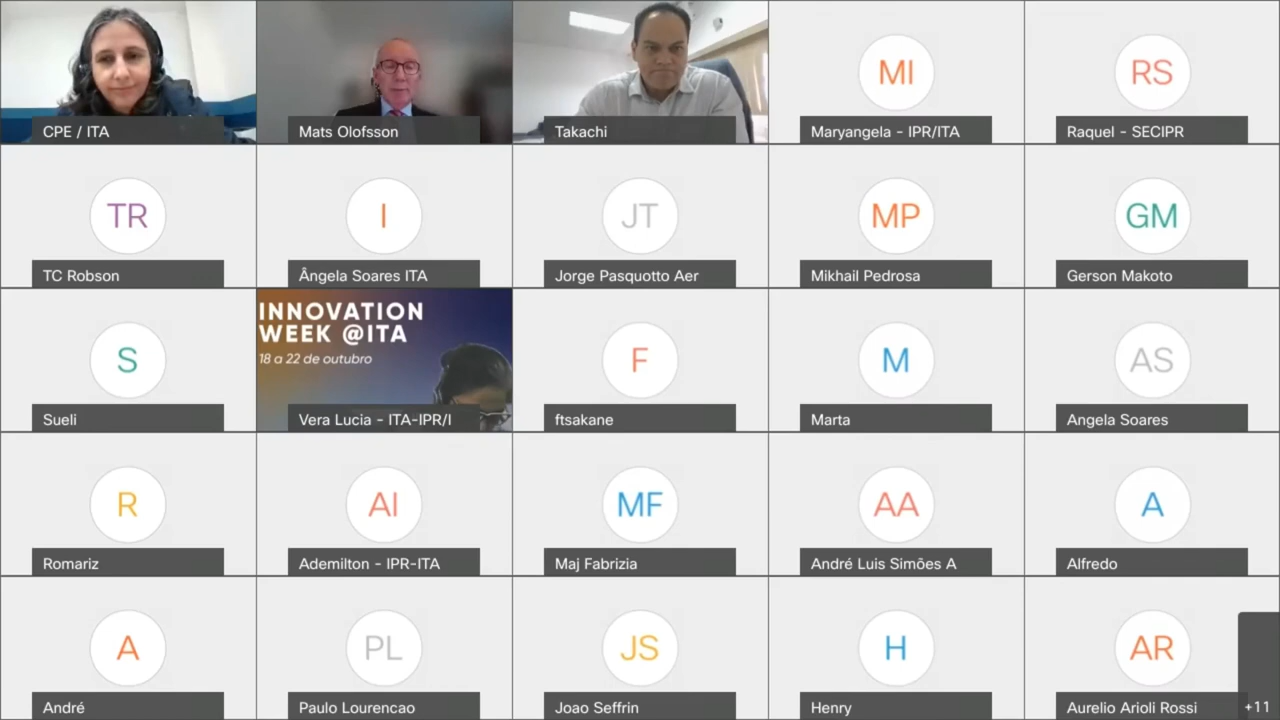 CPE / ITA
Mats Olofsson
Takachi
MI
Maryangela - IPR/ITA
RS
Raquel - SECIPR
TR
TC Robson
I
Ângela Soares ITA
JT
Jorge Pasquotto Aer
MP
Mikhail Pedrosa
GM
Gerson Makoto
S
Sueli
INNOVATION
WEEK @ITA
18 a 22 de outubro
Vera Lucia - ITA-IPR/I
F
ftsakane
M
Marta
AS
Angela Soares
R
Romariz
AI
Ademilton - IPR-ITA
MF
Maj Fabrizia
AA
André Luis Simões A
A
Alfredo
A
André
PL
Paulo Lourencao
JS
Joao Seffrin
H
Henry
AR
Aurelio Arioli Rossi
+11